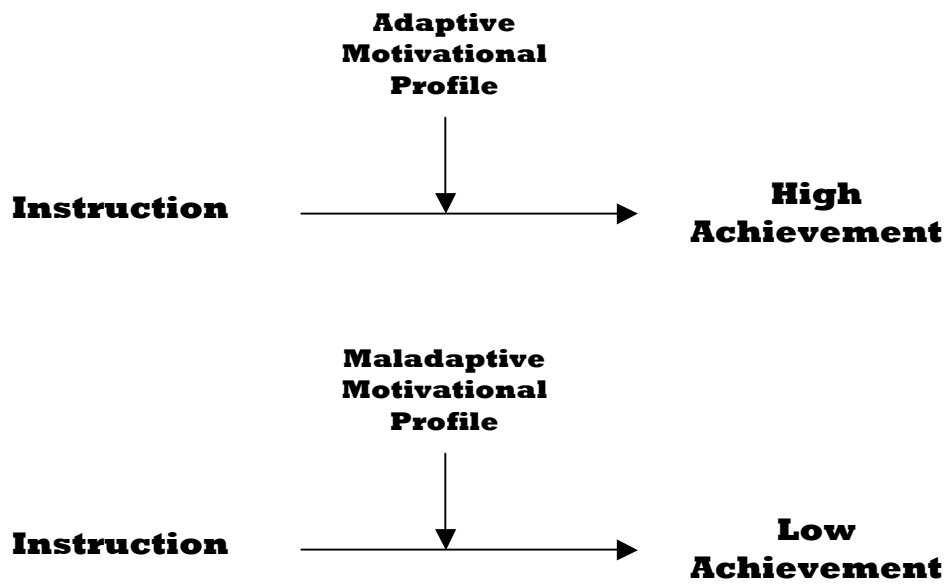 Adaptive
Motivational
Profile
Instruction
High
Achievement
Maladaptive
Motivational
Profile
Instruction
Low
Achievement